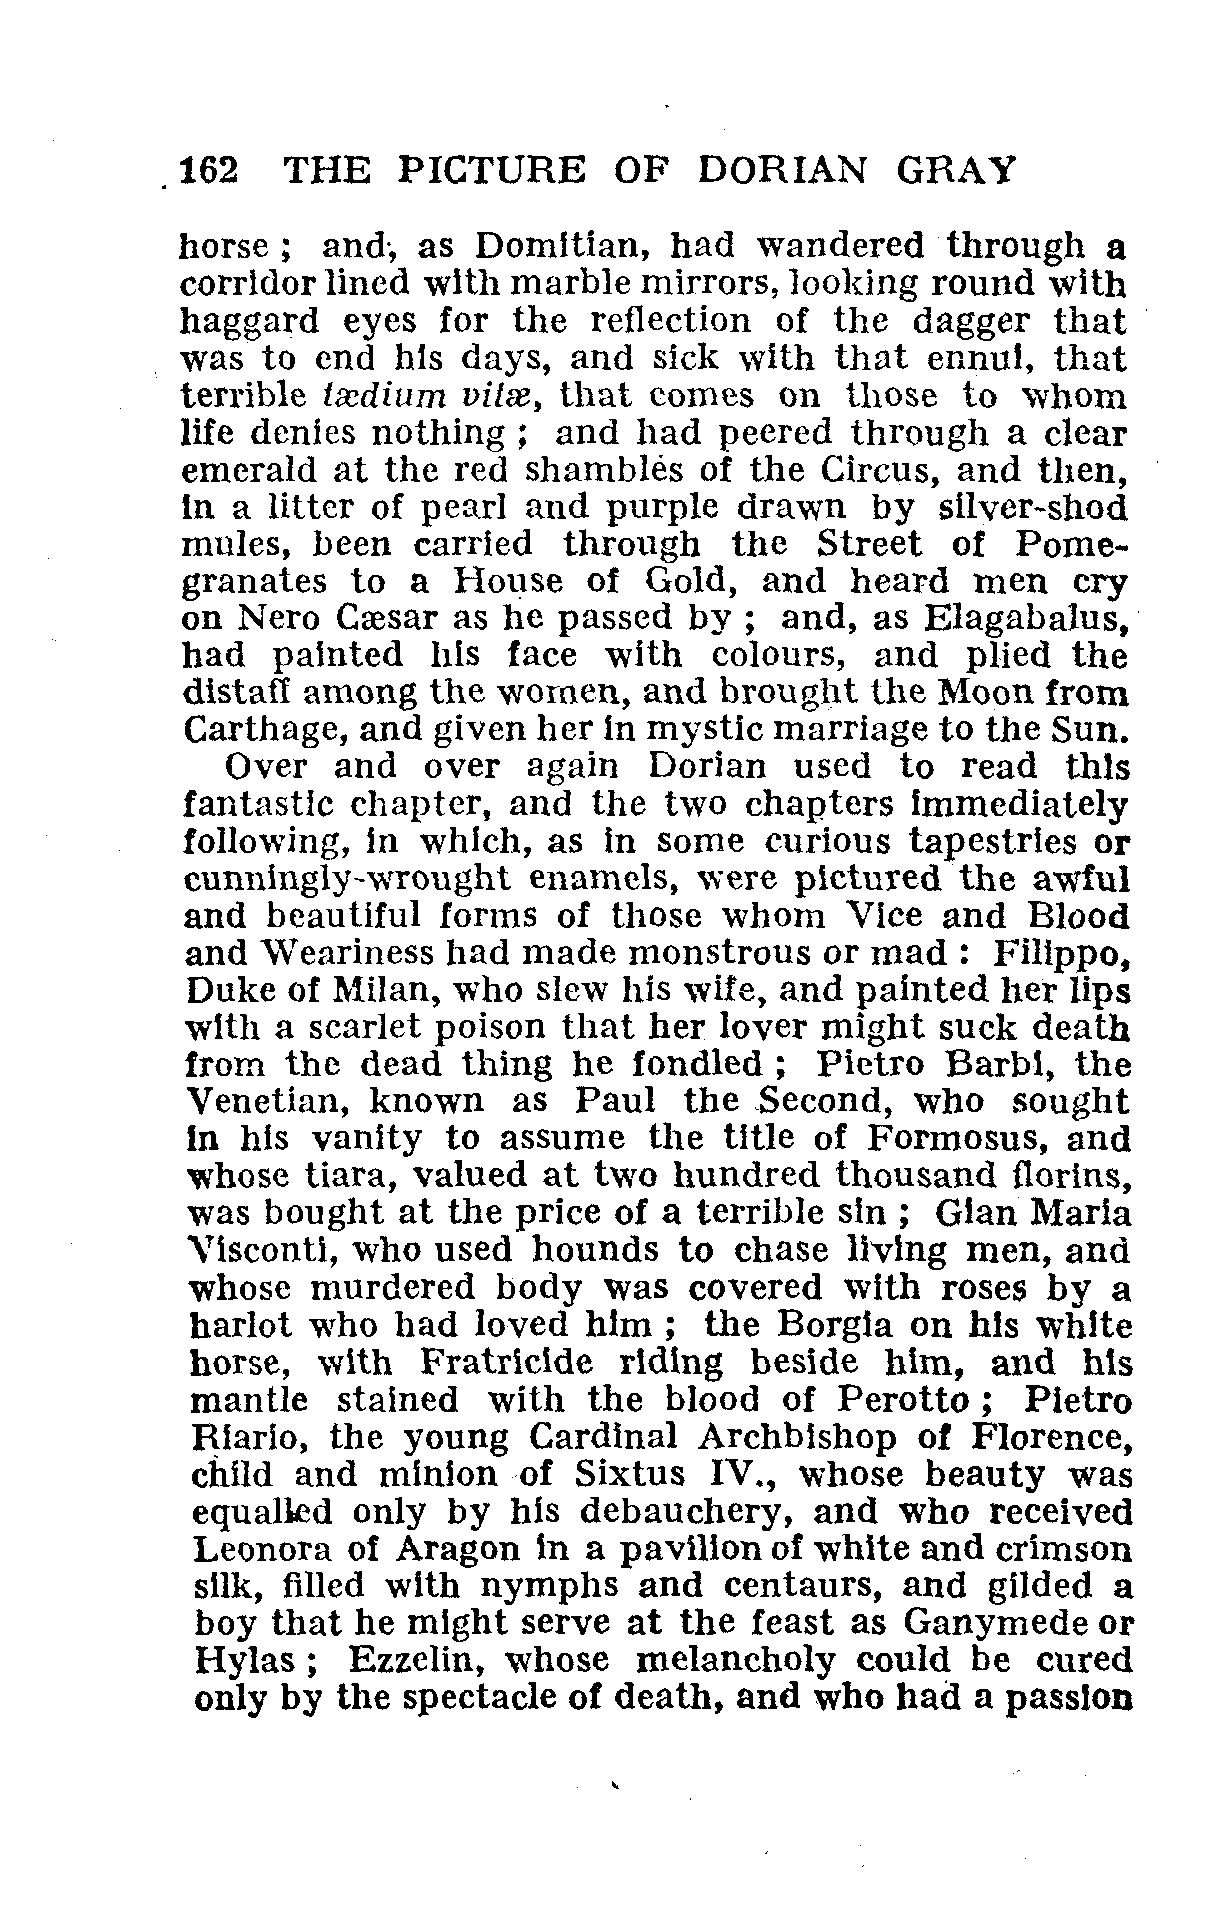 162 THE PICTURE OF DORIAN GRAY
horse ; and, as Domitian, had wandered through a
corridor lined with marble mirrors, looking round with
haggard eyes for the reflection of the dagger that
was to end his days, and sick with that ennui, that
terrible tædium vitæ, that comes on those to whom
life denies nothing ; and had peered through a clear
emerald at the red shambles of the Circus, and then,
in a litter of pearl and purple drawn by silver-shod
mules, been carried through the Street of Pome-
granates to a House of Gold, and heard men cry
on Nero Cæsar as he passed by ; and, as Elagabalus,
had painted his face with colours, and plied the
distaff among the women, and brought the Moon from
Carthage, and given her in mystic marriage to the Sun.
Over and over again Dorian used to read this
fantastic chapter, and the two chapters immediately
following, in which, as in some curious tapestries or
cunningly-wrought enamels, were pictured the awful
and beautiful forms of those whom Vice and Blood
and Weariness had made monstrous or mad : Filippo,
Duke of Milan, who slew his wife, and painted her lips
with a scarlet poison that her lover might suck death
from the dead thing he fondled ; Pietro Barbi, the
Venetian, known as Paul the Second, who sought
in his vanity to assume the title of Formosus, and
whose tiara, valued at two hundred thousand florins,
was bought at the price of a terrible sin ; Gian Maria
Visconti, who used hounds to chase living men, and
whose murdered body was covered with roses by a
harlot who had loved him ; the Borgia on his white
horse, with Fratricide riding beside him, and his
mantle stained with the blood of Perotto ; Pietro
Riario, the young Cardinal Archbishop of Florence,
child and minion of Sixtus IV., whose beauty was
equalled only by his debauchery, and who received
Leonora of Aragon in a pavilion of white and crimson
silk, filled with nymphs and centaurs, and gilded a
boy that he might serve at the feast as Ganymede or
Hylas ; Ezzelin, whose melancholy could be cured
only by the spectacle of death, and who had a passion